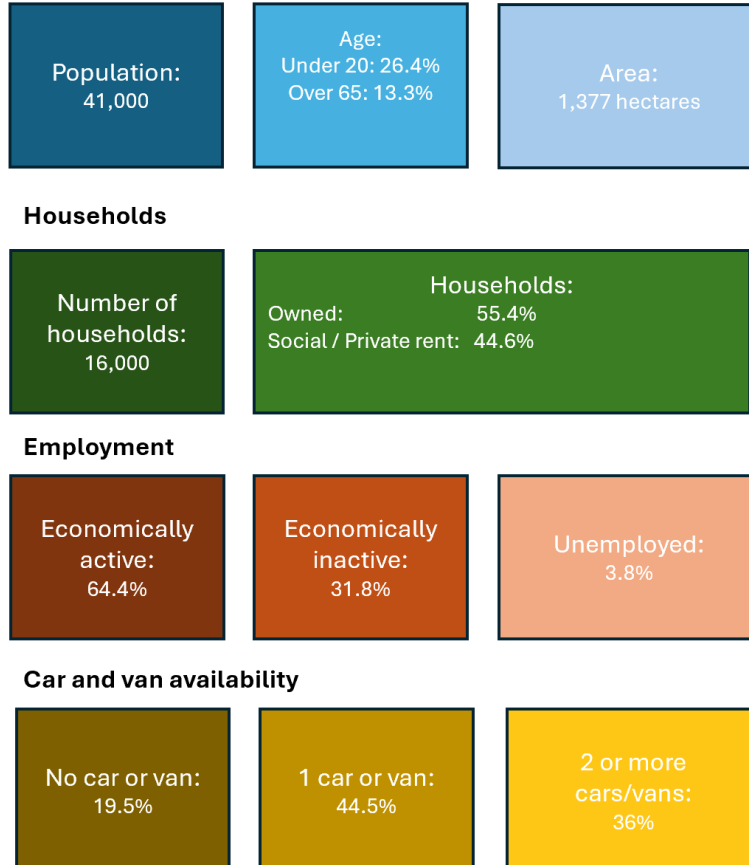 Population:
41,000
Age:
Under 20: 26.4%
Over 65: 13.3%
Area:
1,377 hectares
Households
Number of
households:
16,000
Households:
Owned: 55.4%
Social / Private rent: 44.6%
Employment
Economically
active:
64.4%
Economically
inactive:
31.8%
Unemployed:
3.8%
Car and van availability
No car or van:
19.5%
1 car or van:
44.5%
2 or more
cars/vans:
36%